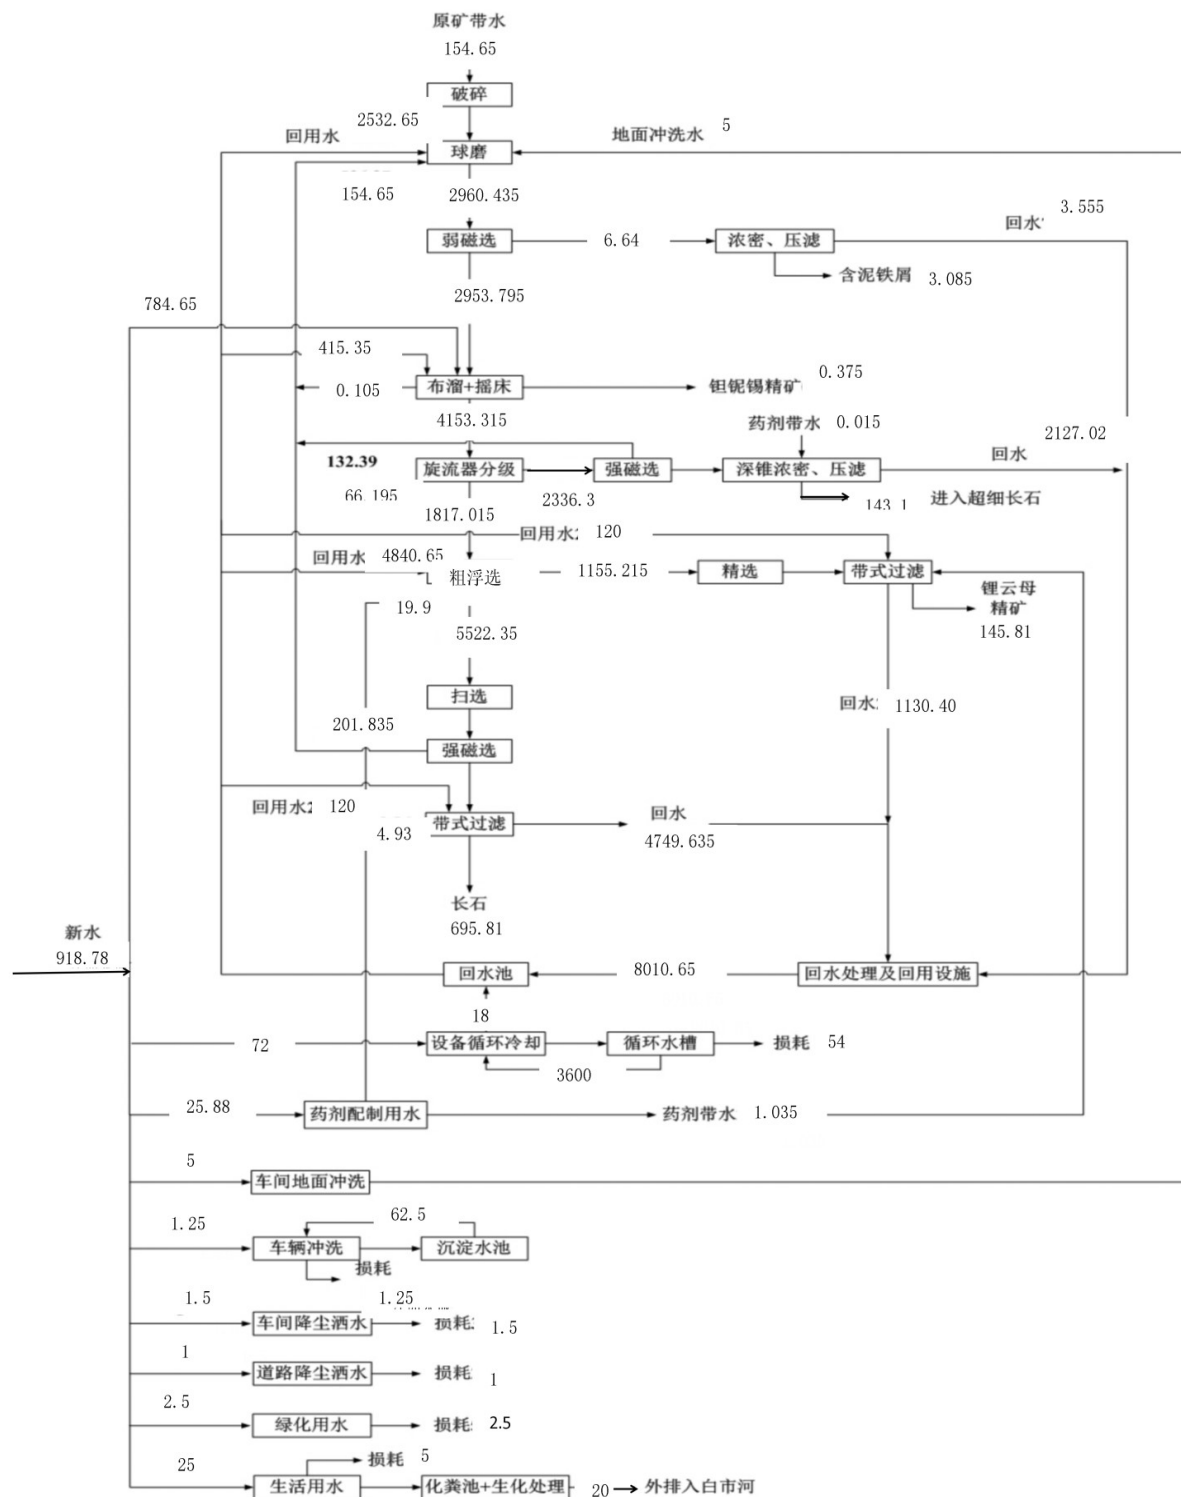 原矿带水
154.65
破碎
2532.65
回用水
地面冲洗水 5
球磨
154.65
2960.435
3.555
回水
弱磁选
6.64
浓密、压滤
含泥铁屑 3.085
2953.795
784.65
415.35
0.375
0.105
布溜+摇床
钽铌锡精矿
4153.315
药剂带水 0.015
2127.02
132.39
旋流器分级
强磁选
深锥浓密、压滤
回水
66.195
2336.3
143.1
进入超细长石
1817.015
回用水 120
回用水 4840.65
粗浮选
1155.215
精选
带式过滤
锂云母
精矿
145.81
19.9
5522.35
扫选
回水 1130.40
201.835
强磁选
回用水 120
4.93
带式过滤
回水
4749.635
长石
695.81
新水
918.78
回水池
8010.65
回水处理及回用设施
18
72
设备循环冷却
循环水槽
损耗 54
3600
25.88
药剂配制用水
药剂带水 1.035
5
车间地面冲洗
62.5
1.25
车辆冲洗
沉淀水池
损耗
1.5
1.25
车间降尘洒水
损耗 1.5
1
道路降尘洒水
损耗 1
2.5
绿化用水
损耗 2.5
损耗 5
25
生活用水
化粪池+生化处理
20
外排入白市河